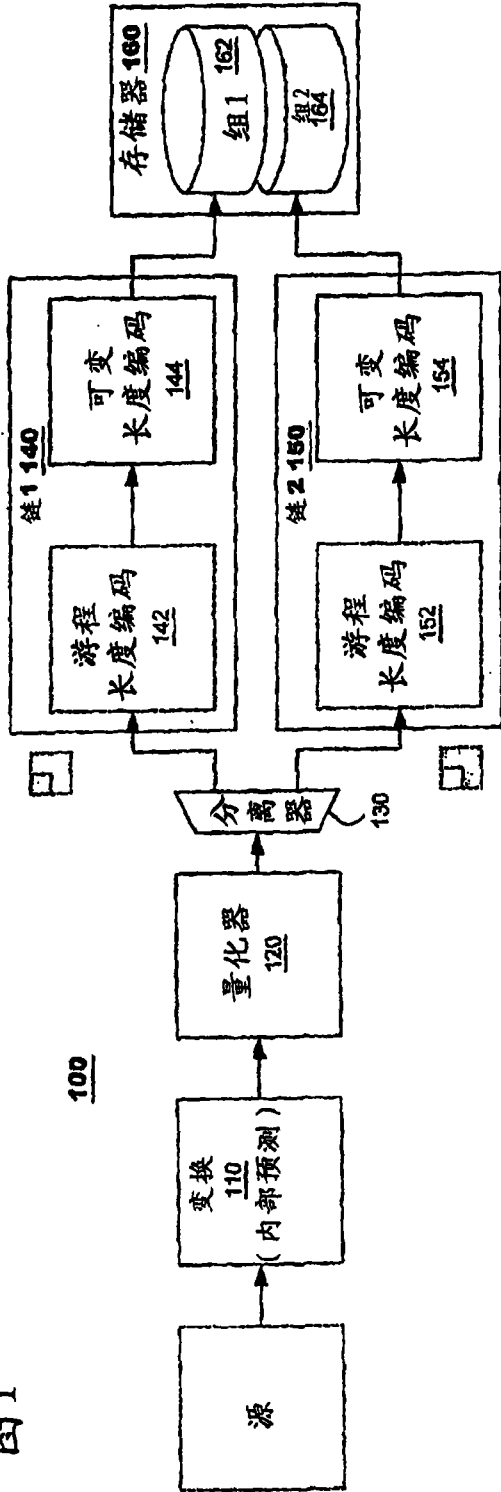 图1
100
源
变换
110
(内部预测)
量化器
120
分离器
130
链1 140
游程
长度编码
142
可变
长度编码
144
链2 150
游程
长度编码
152
可变
长度编码
154
存储器 160
162
组1
组2
164